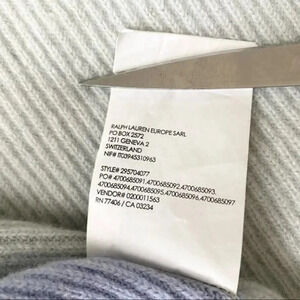 RALPH LAUREN EUROPE SARL
PO BOX 2572
1211 GENEVA 2
SWITZERLAND
NIF# IT03945310963
STYLE# 295704077
PO# 4700685091,4700685092,4700685093,
4700685094,4700685095,4700685096,4700685097
VENDOR# 0200011563
RN 77406 / CA 03234